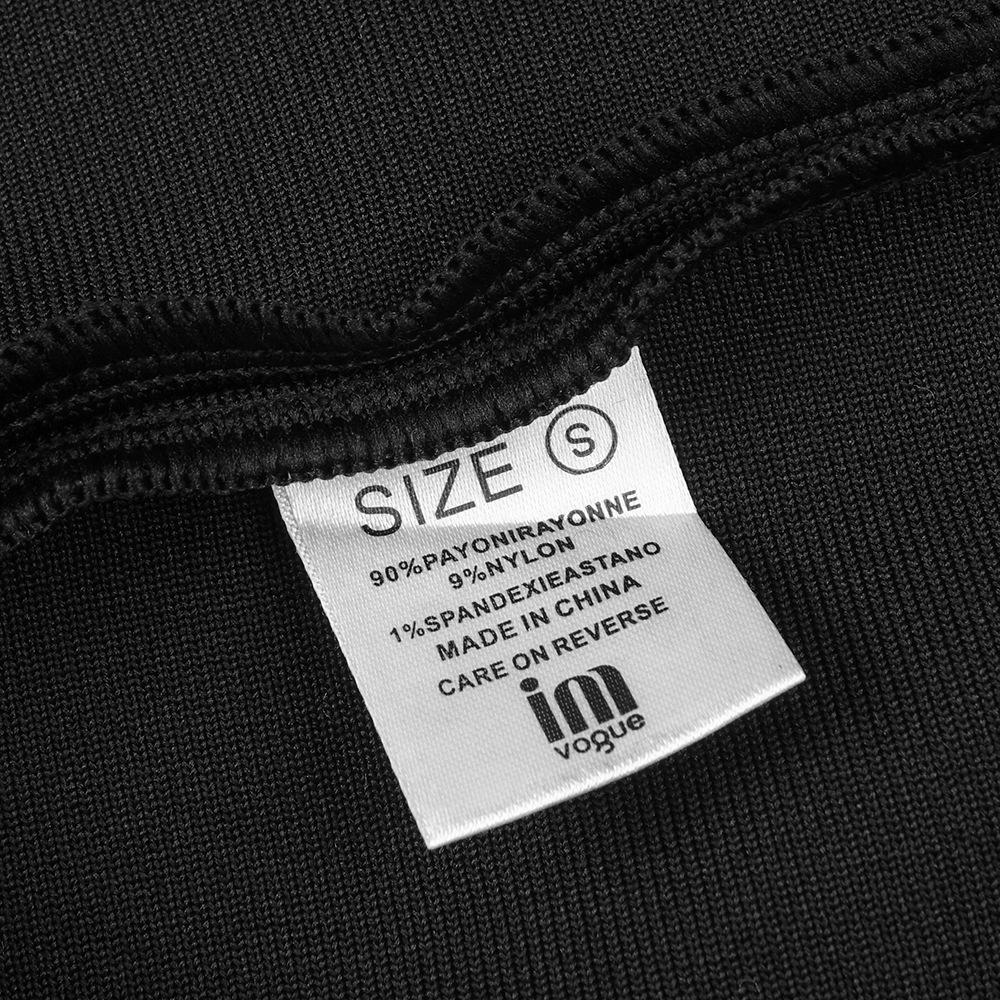 SIZE S
90%PAYONIRAYONNE
9%NYLON
1%SPANDEXIEASTANO
MADE IN CHINA
CARE ON REVERSE
im
vogue